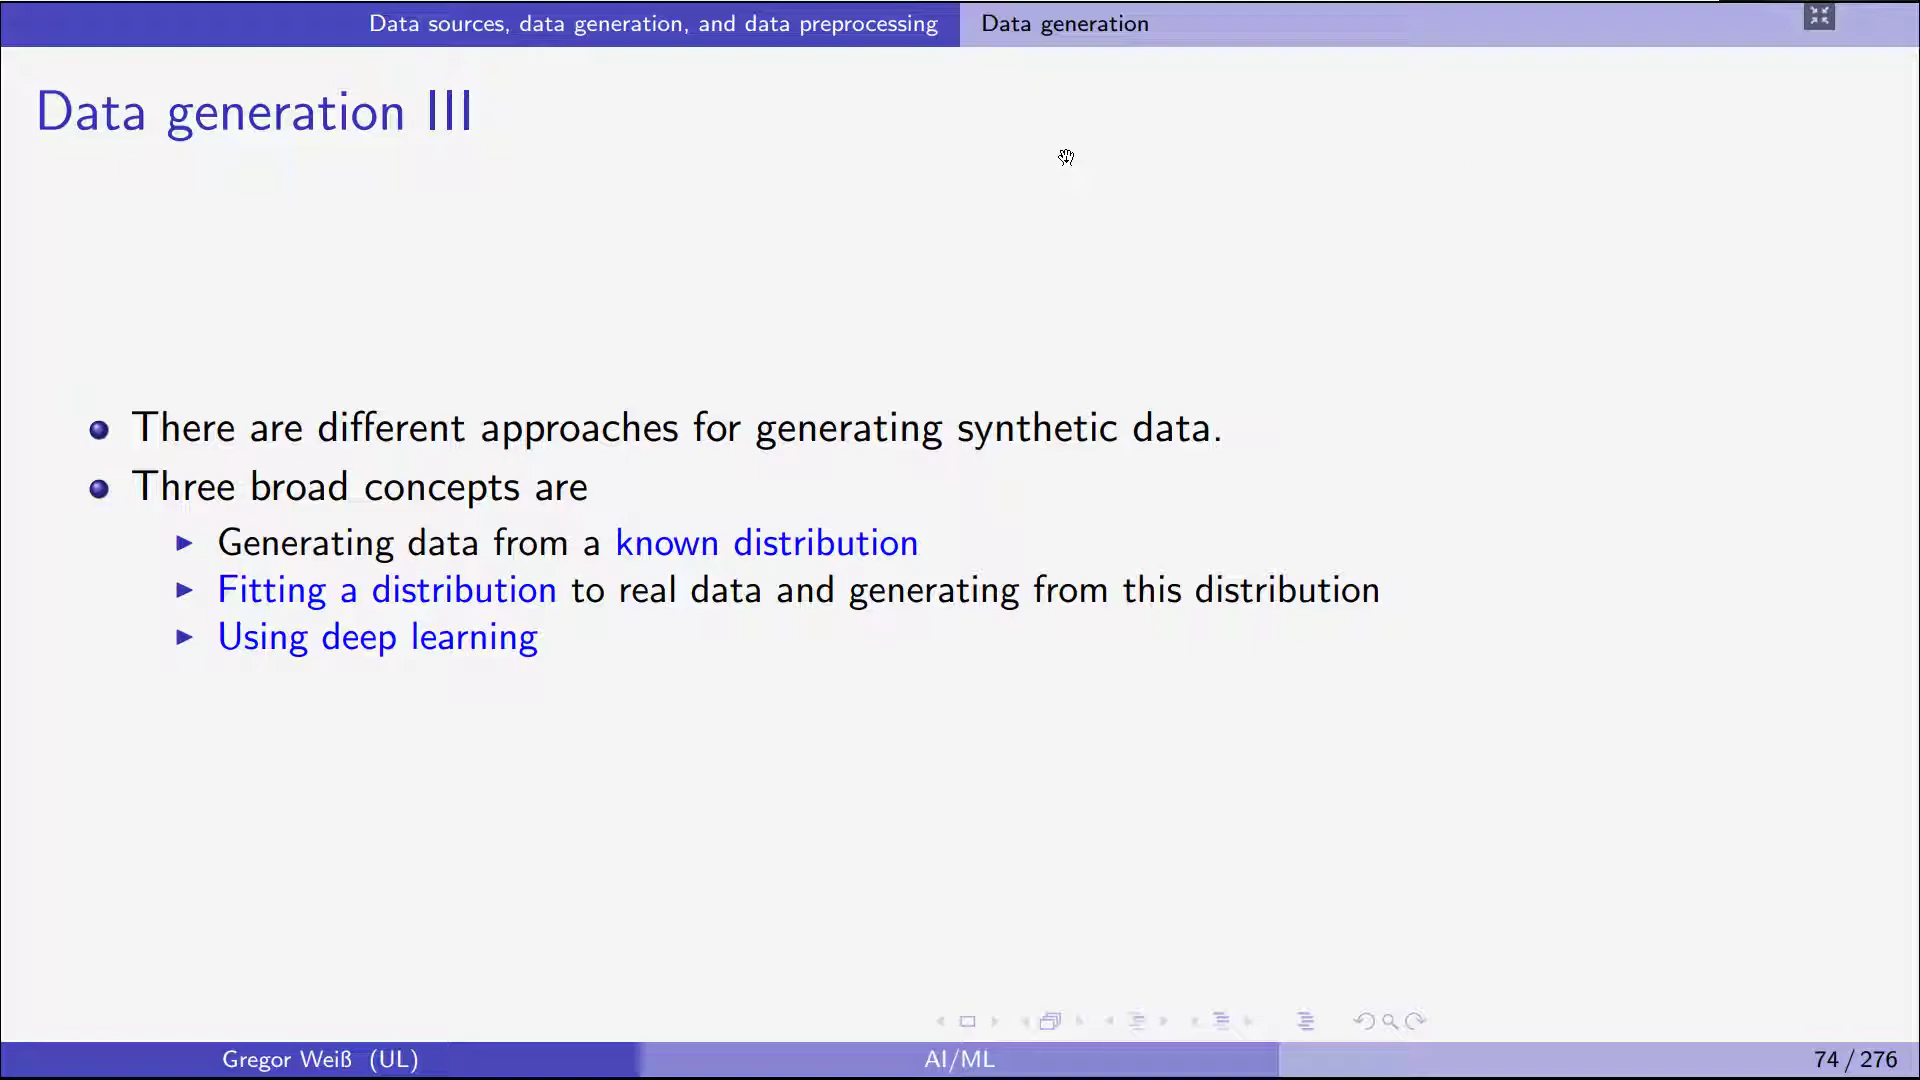 Data sources, data generation, and data preprocessing
Data generation
Data generation III
There are different approaches for generating synthetic data.
Three broad concepts are
Generating data from a known distribution
Fitting a distribution to real data and generating from this distribution
Using deep learning
Gregor Weiß (UL)
AI/ML
74 / 276